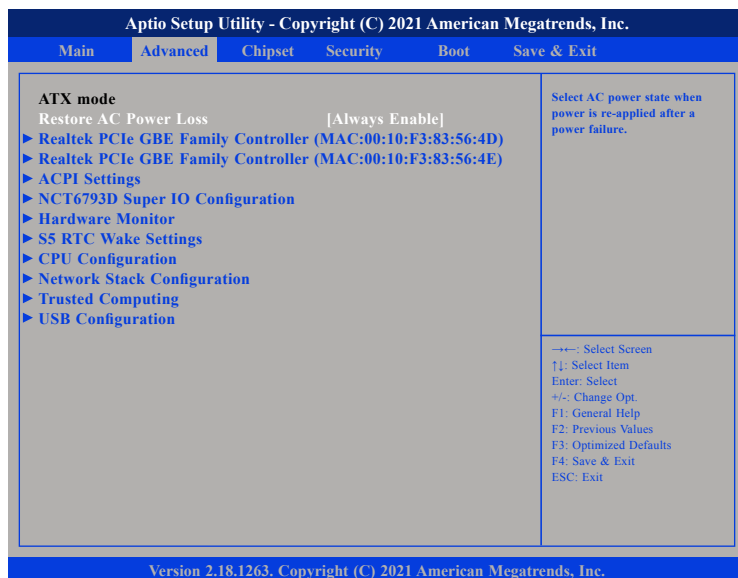 Aptio Setup Utility - Copyright (C) 2021 American Megatrends, Inc.
Main Advanced Chipset Security Boot Save & Exit
ATX mode
Restore AC Power Loss [Always Enable]
► Realtek PCIe GBE Family Controller (MAC:00:10:F3:83:56:4D)
► Realtek PCIe GBE Family Controller (MAC:00:10:F3:83:56:4E)
► ACPI Settings
► NCT6793D Super IO Configuration
► Hardware Monitor
► S5 RTC Wake Settings
► CPU Configuration
► Network Stack Configuration
► Trusted Computing
► USB Configuration
Select AC power state when
power is re-applied after a
power failure.
→←: Select Screen
↑↓: Select Item
Enter: Select
+/-: Change Opt.
F1: General Help
F2: Previous Values
F3: Optimized Defaults
F4: Save & Exit
ESC: Exit
Version 2.18.1263. Copyright (C) 2021 American Megatrends, Inc.